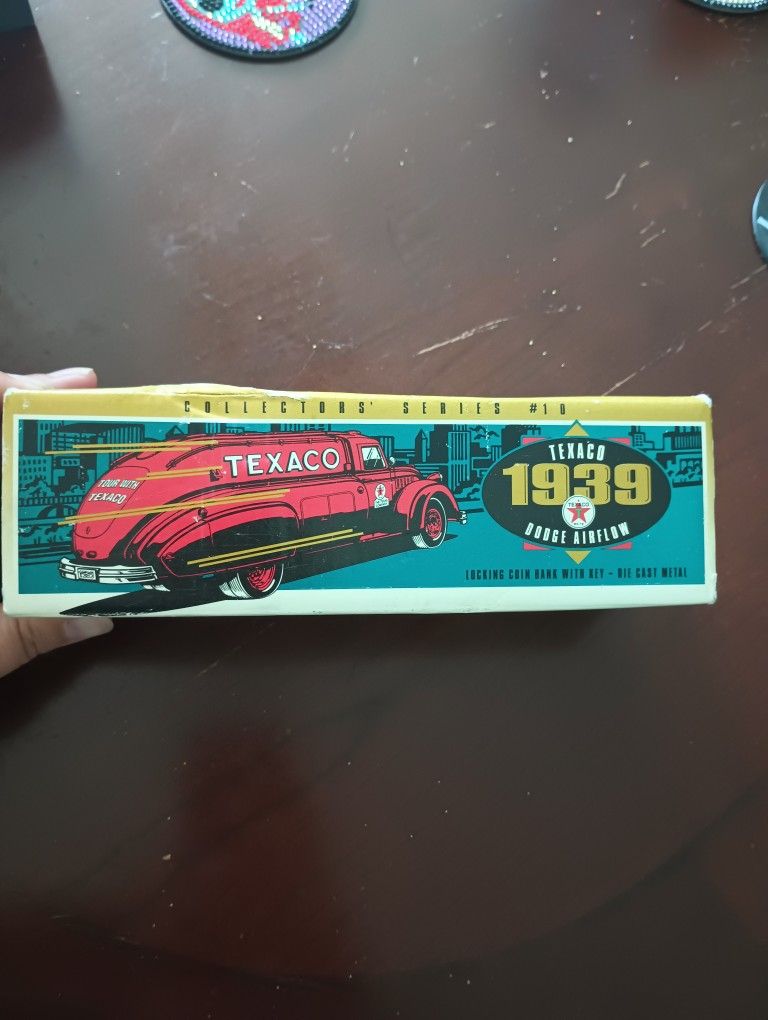 COLLECTORS' SERIES #10
TEXACO
TOUR WITH
TEXACO
TEXACO
1939
TEXACO
DODGE AIRFLOW
LOCKING COIN BANK WITH KEY - DIE CAST METAL